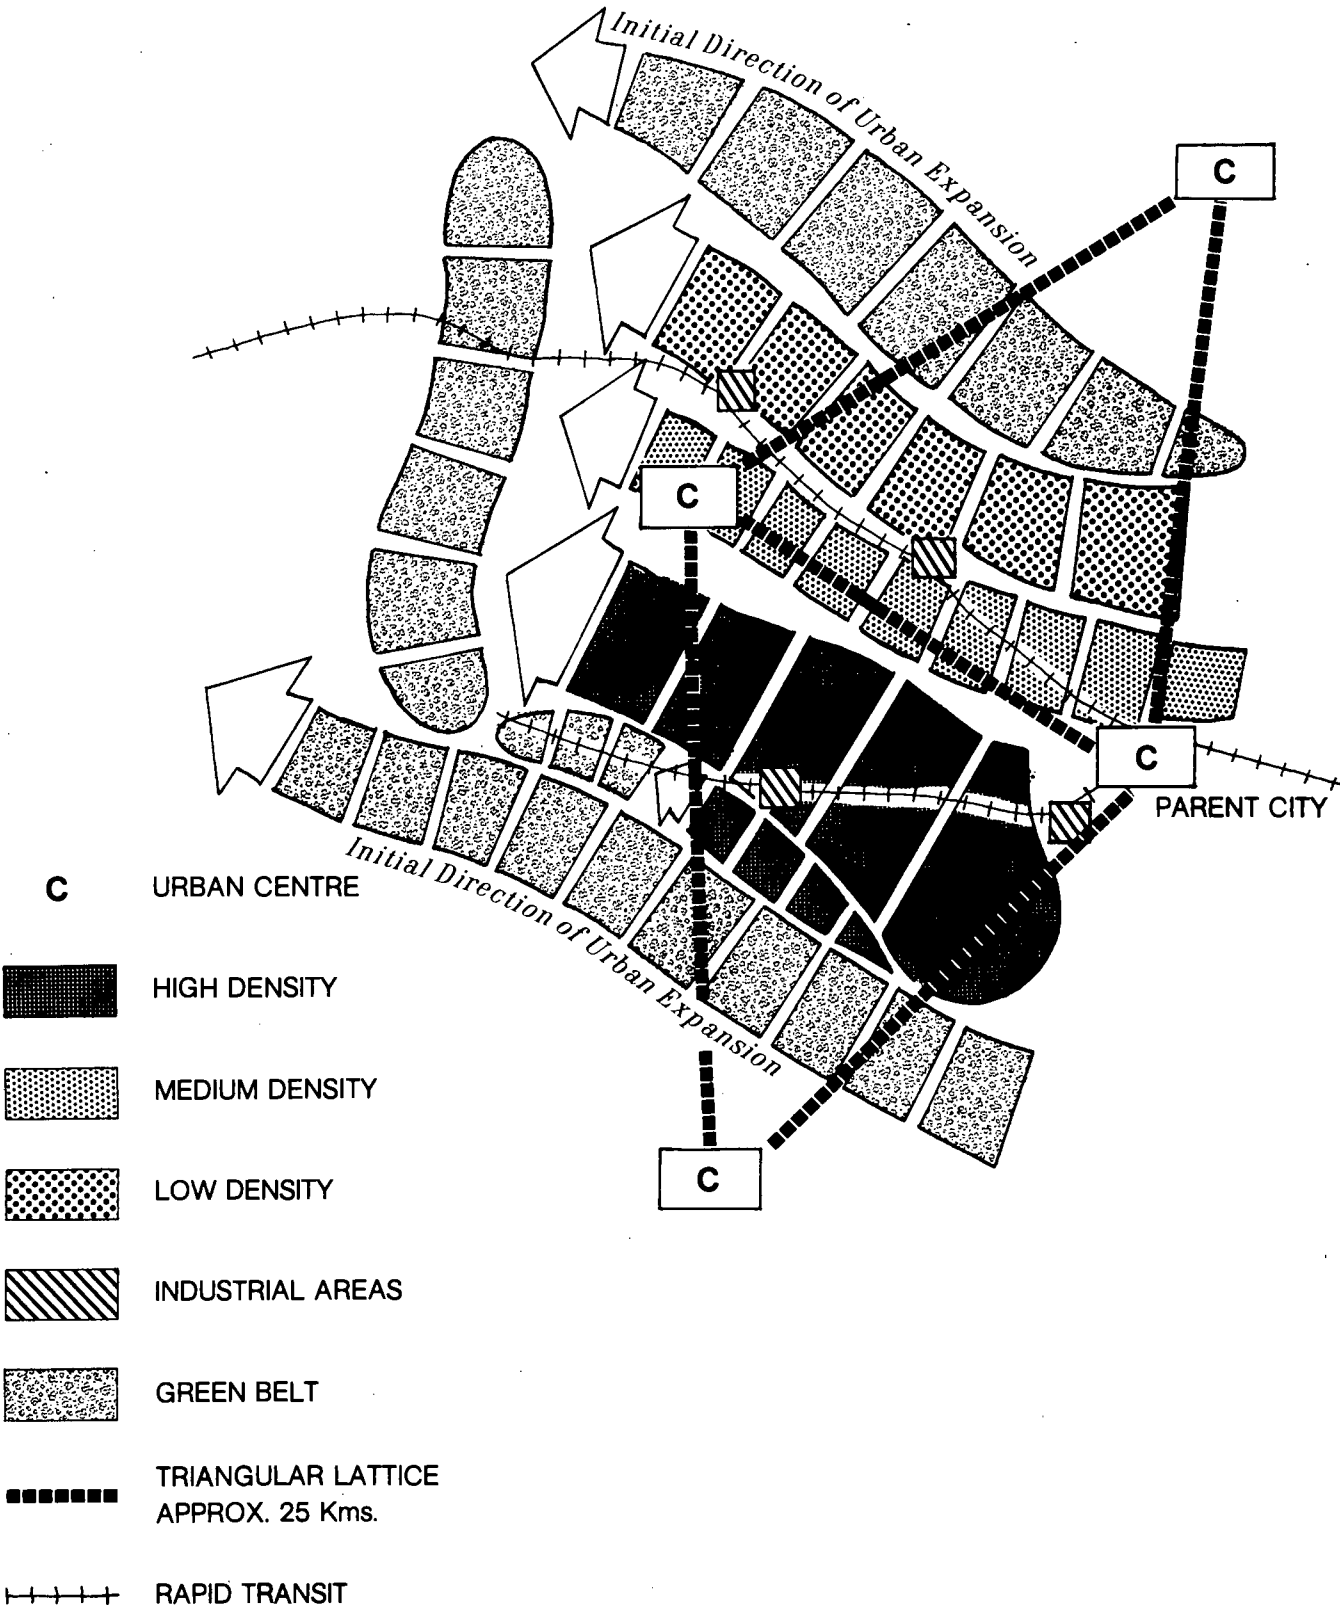 Initial Direction of Urban Expansion
C
C
C
PARENT CITY
Initial Direction of Urban Expansion
C
C URBAN CENTRE
HIGH DENSITY
MEDIUM DENSITY
LOW DENSITY
INDUSTRIAL AREAS
GREEN BELT
TRIANGULAR LATTICE
APPROX. 25 Kms.
RAPID TRANSIT